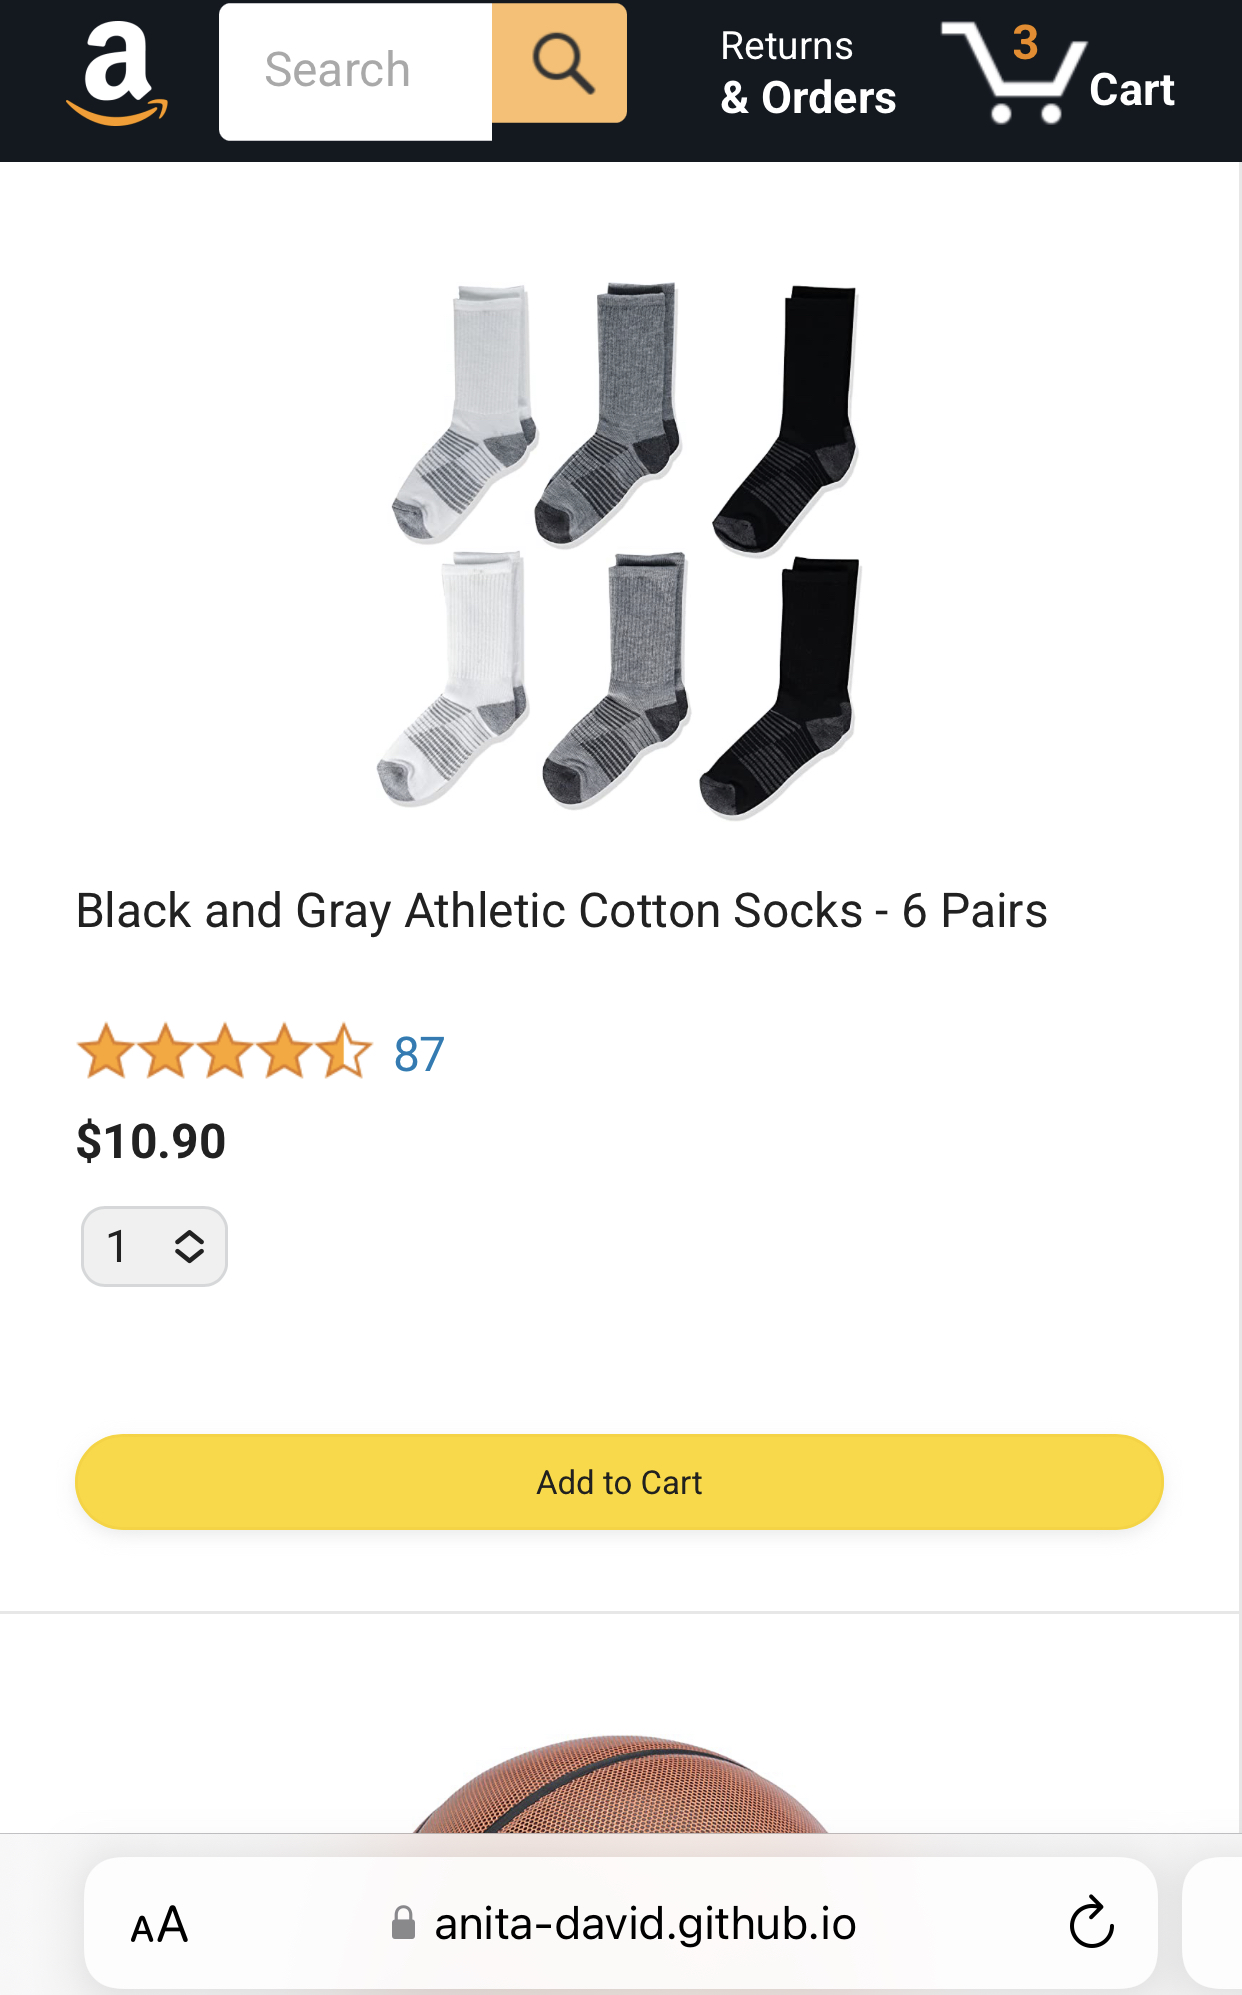 a
Search
Returns
& Orders
3
Cart
Black and Gray Athletic Cotton Socks - 6 Pairs
87
$10.90
1
Add to Cart
AA
anita-david.github.io